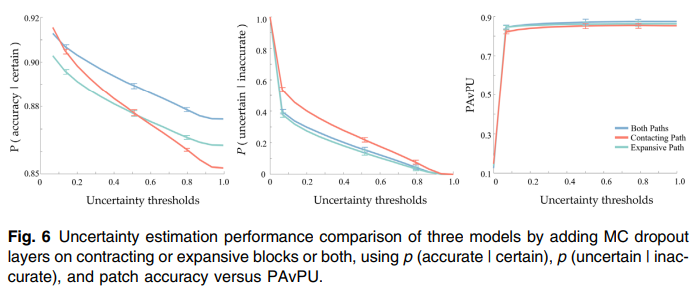 0.92
0.90
0.88
0.85
P ( accuracy | certain )
0 0.2 0.4 0.6 0.8 1.0
Uncertainty thresholds
1.0
0.8
0.6
0.4
0.2
0
P ( uncertain | inaccurate )
0.2 0.4 0.6 0.8 1.0
Uncertainty thresholds
0.9
0.7
0.5
0.3
0.1
PAvPU
0 0.2 0.4 0.6 0.8 1.0
Uncertainty thresholds
Both Paths
Contacting Path
Expansive Path
Fig. 6 Uncertainty estimation performance comparison of three models by adding MC dropout
layers on contracting or expansive blocks or both, using p (accurate | certain), p (uncertain | inac-
curate), and patch accuracy versus PAvPU.